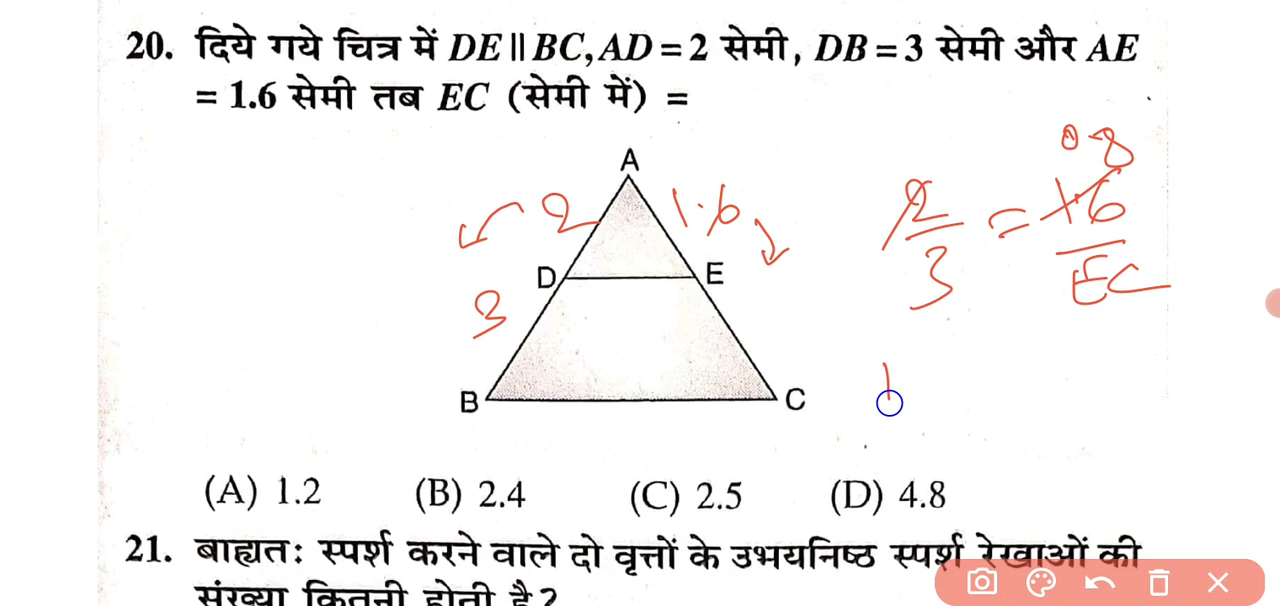 20. दिये गये चित्र में DE || BC, AD = 2 सेमी, DB = 3 सेमी और AE
= 1.6 सेमी तब EC (सेमी में) =
0.8
A
2
1.6
2/3 = 1.6/EC
D
E
3
B
C
1
(A) 1.2 (B) 2.4 (C) 2.5 (D) 4.8
21. बाह्यतः स्पर्श करने वाले दो वृत्तों के उभयनिष्ठ स्पर्श रेखाओं की
संख्या कितनी होती है?